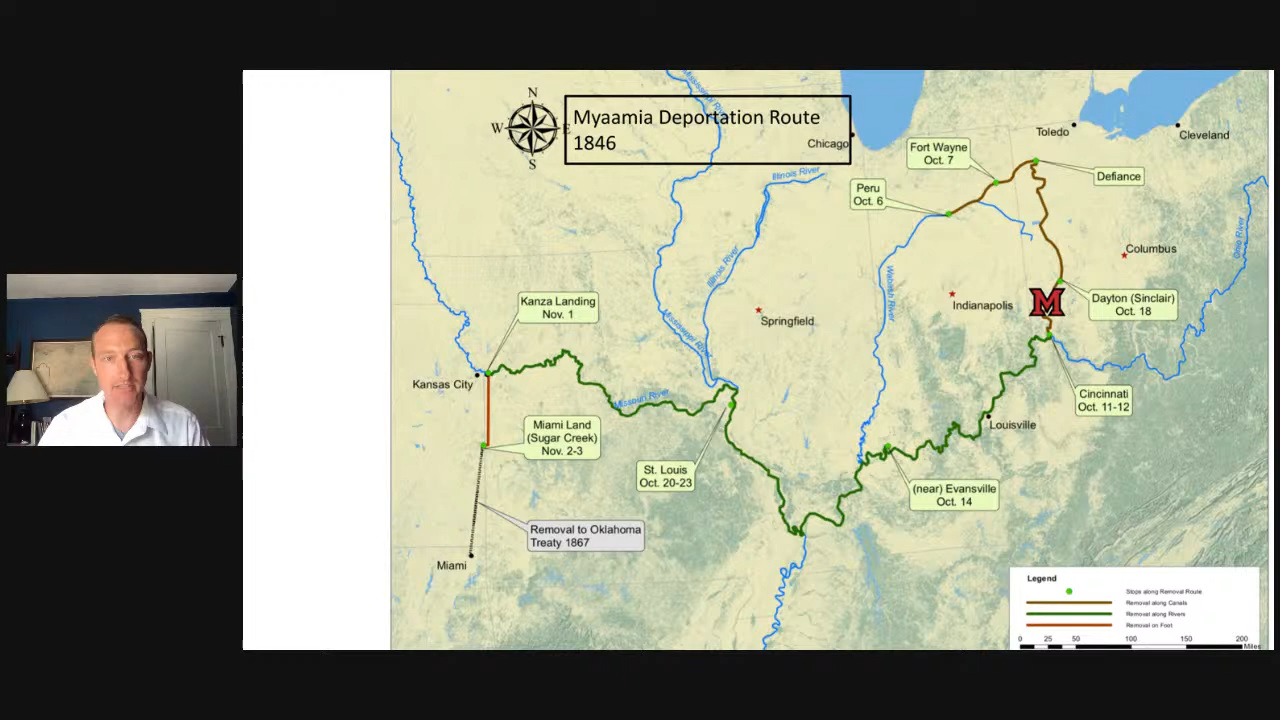 N
W
E
S
Myaamia Deportation Route
1846
Mississippi River
Chicago
Toledo
Cleveland
Fort Wayne
Oct. 7
Defiance
Illinois River
Peru
Oct. 6
Ohio River
Columbus
Illinois River
Wabash River
Kanza Landing
Nov. 1
M
Indianapolis
Dayton (Sinclair)
Oct. 18
Springfield
Mississippi River
Kansas City
Missouri River
Cincinnati
Oct. 11-12
Louisville
Miami Land
(Sugar Creek)
Nov. 2-3
St. Louis
Oct. 20-23
(near) Evansville
Oct. 14
Removal to Oklahoma
Treaty 1867
Miami
Legend
Stops along Removal Route
Removal along Canals
Removal along Rivers
Removal on Foot
0 25 50 100 150 200
Miles